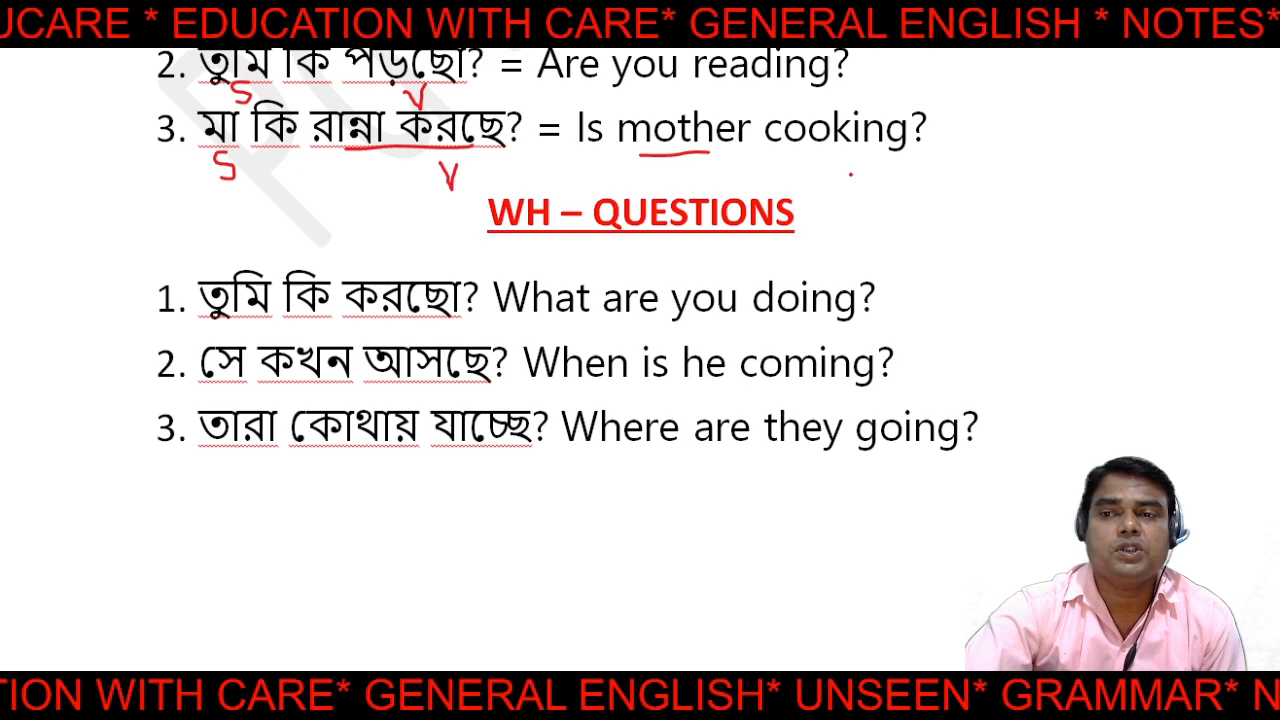 UCARE * EDUCATION WITH CARE* GENERAL ENGLISH * NOTES*
2. তুমি কি পড়ছো? = Are you reading?
S V
3. মা কি রান্না করছে? = Is mother cooking?
S V
WH – QUESTIONS
1. তুমি কি করছো? What are you doing?
2. সে কখন আসছে? When is he coming?
3. তারা কোথায় যাচ্ছে? Where are they going?
TION WITH CARE* GENERAL ENGLISH* UNSEEN* GRAMMAR* N